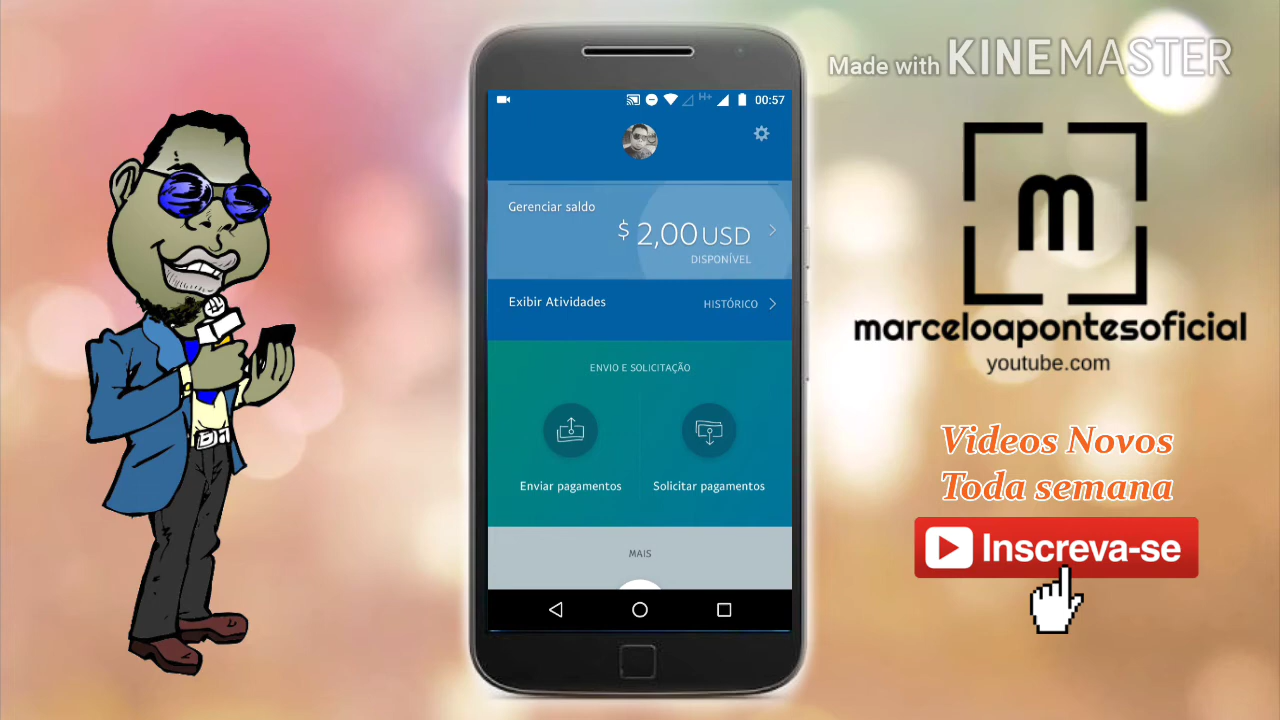 Made with KINEMASTER
H+
00:57
Gerenciar saldo
$ 2,00 USD
DISPONÍVEL
Exibir Atividades
HISTÓRICO
ENVIO E SOLICITAÇÃO
Enviar pagamentos
Solicitar pagamentos
MAIS
m
marceloapontesoficial
youtube.com
Videos Novos
Toda semana
Inscreva-se